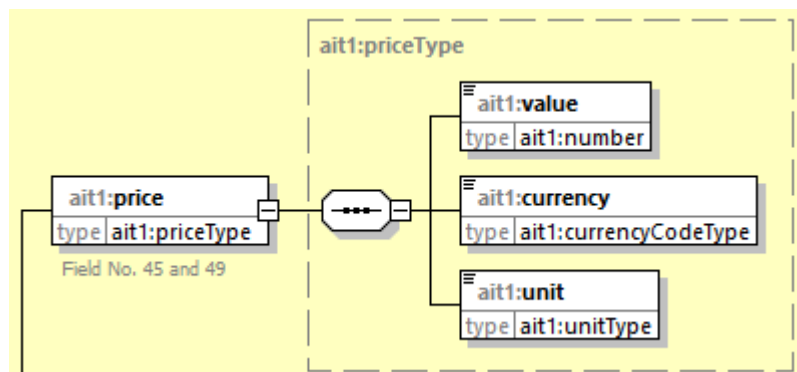 ait1:priceType
ait1:value
type ait1:number
ait1:price
type ait1:priceType
Field No. 45 and 49
ait1:currency
type ait1:currencyCodeType
ait1:unit
type ait1:unitType